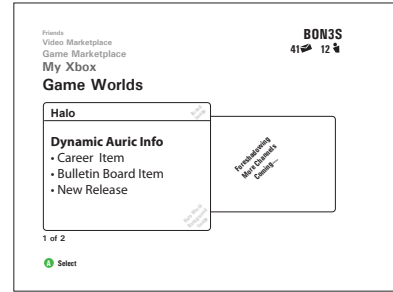 Friends
Video Marketplace
Game Marketplace
My Xbox
Game Worlds
BON3S
41 12
Halo
Dynamic Auric Info
• Career Item
• Bulletin Board Item
• New Release
Foreshadowing
More Channels
Coming...
1 of 2
A Select